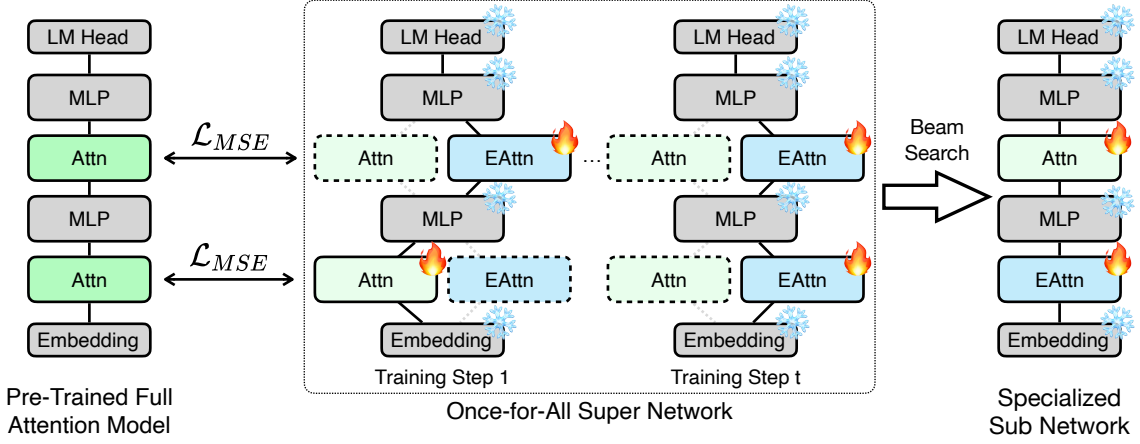 LM Head
MLP
Attn
MLP
Attn
Embedding
Pre-Trained Full
Attention Model
ℒMSE
ℒMSE
LM Head
MLP
Attn
EAttn
MLP
Attn
EAttn
Embedding
Training Step 1
...
LM Head
MLP
Attn
EAttn
MLP
Attn
EAttn
Embedding
Training Step t
Once-for-All Super Network
Beam
Search
LM Head
MLP
Attn
MLP
EAttn
Embedding
Specialized
Sub Network